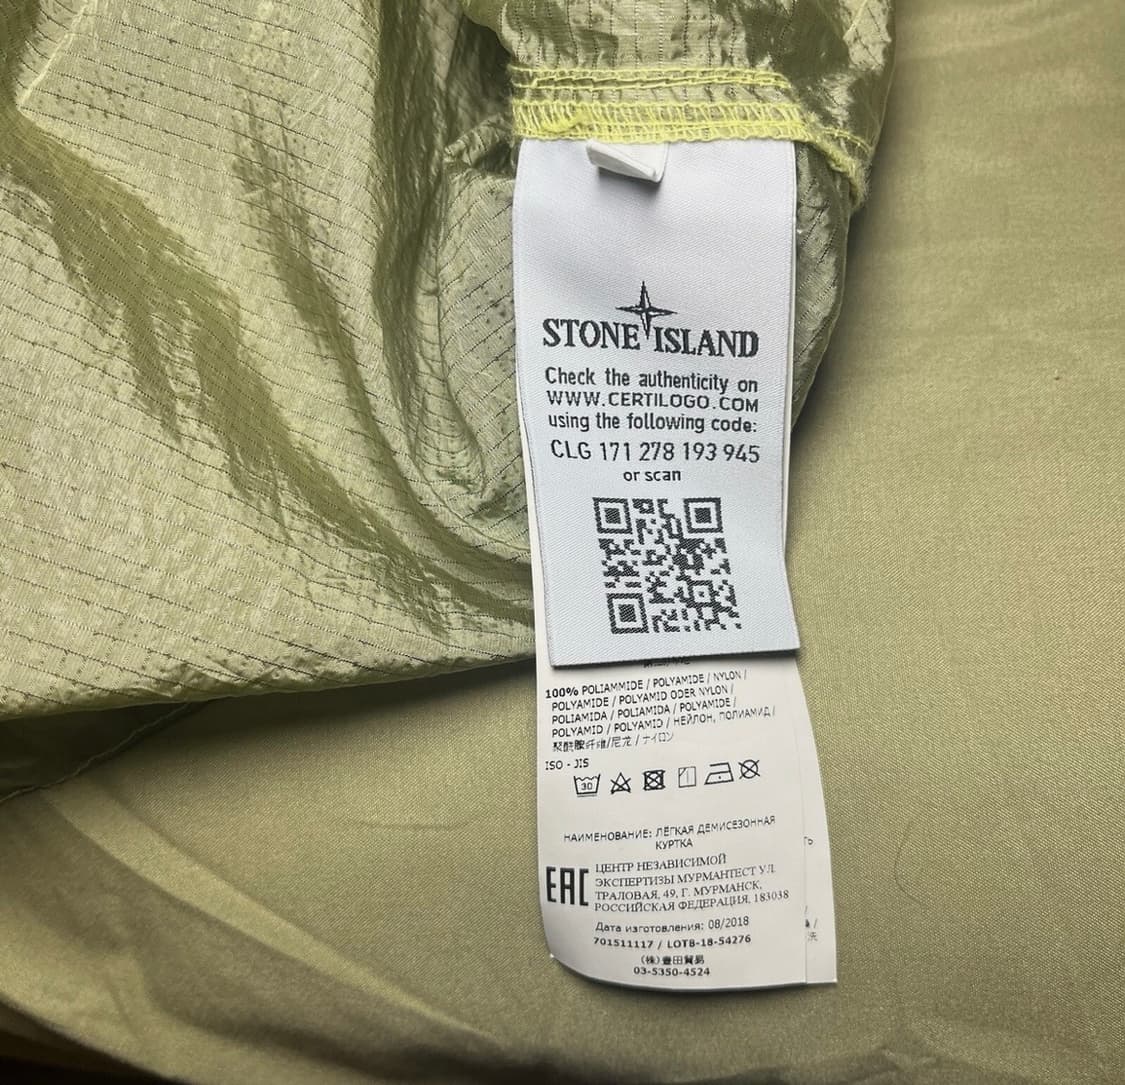 STONE ISLAND
Check the authenticity on
WWW.CERTILOGO.COM
using the following code:
CLG 171 278 193 945
or scan
100% POLIAMMIDE / POLYAMIDE / NYLON /
POLYAMIDE / POLYAMID ODER NYLON /
POLIAMIDA / POLIAMIDA / POLYAMIDE /
POLYAMID / POLYAMID / НЕЙЛОН, ПОЛИАМИД /
聚酰胺纤维/尼龙 / ナイロン
ISO - JIS
30
НАИМЕНОВАНИЕ: ЛЁГКАЯ ДЕМИСЕЗОННАЯ
КУРТКА
EAC
ЦЕНТР НЕЗАВИСИМОЙ
ЭКСПЕРТИЗЫ МУРМАНТЕСТ УЛ.
ТРАЛОВАЯ, 49, Г. МУРМАНСК,
РОССИЙСКАЯ ФЕДЕРАЦИЯ, 183038
Дата изготовления: 08/2018
701511117 / LOTB-18-54276
(株) 豊田貿易
03-5350-4524